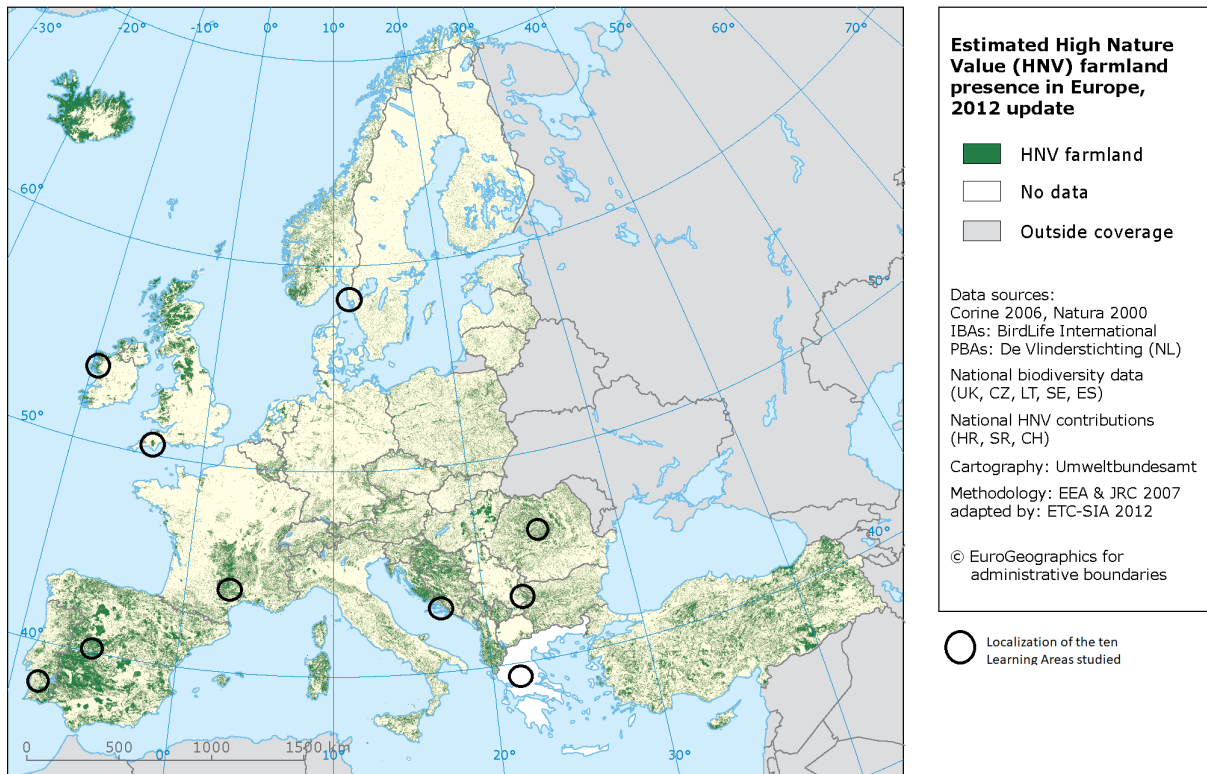 -30°
-20°
-10°
0°
10°
20°
30°
40°
50°
60°
70°
60°
50°
50°
40°
40°
0
500
1000
1500 km
0°
10°
20°
30°
Estimated High Nature
Value (HNV) farmland
presence in Europe,
2012 update
HNV farmland
No data
Outside coverage
Data sources:
Corine 2006, Natura 2000
IBAs: BirdLife International
PBAs: De Vlinderstichting (NL)
National biodiversity data
(UK, CZ, LT, SE, ES)
National HNV contributions
(HR, SR, CH)
Cartography: Umweltbundesamt
Methodology: EEA & JRC 2007
adapted by: ETC-SIA 2012
© EuroGeographics for
administrative boundaries
Localization of the ten
Learning Areas studied